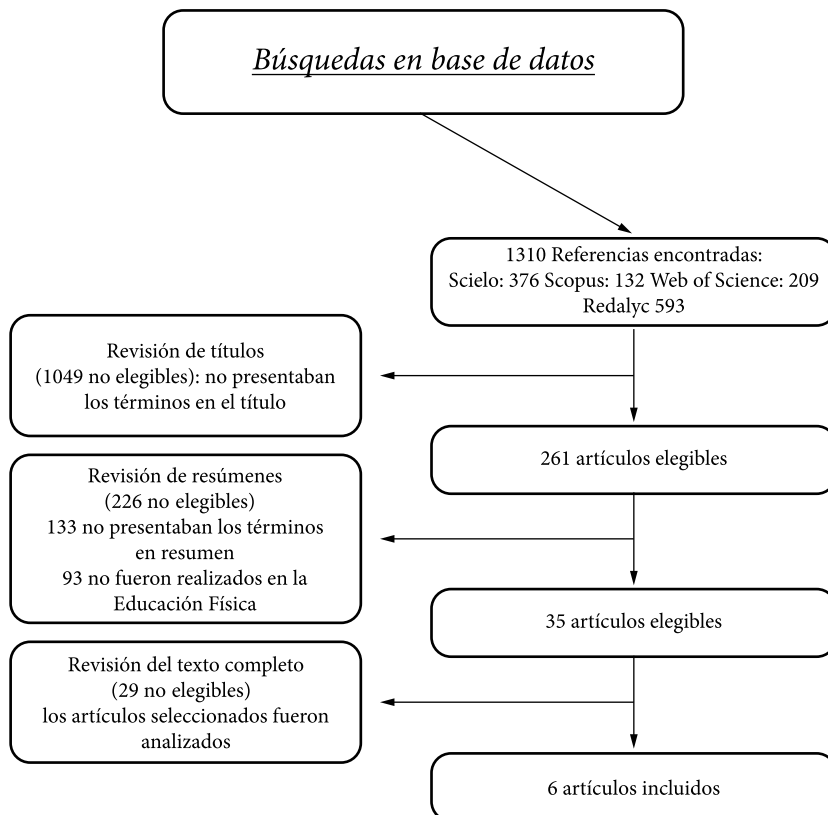 Búsquedas en base de datos
1310 Referencias encontradas:
Scielo: 376 Scopus: 132 Web of Science: 209
Redalyc 593
Revisión de títulos
(1049 no elegibles): no presentaban
los términos en el título
261 artículos elegibles
Revisión de resúmenes
(226 no elegibles)
133 no presentaban los términos
en resumen
93 no fueron realizados en la
Educación Física
35 artículos elegibles
Revisión del texto completo
(29 no elegibles)
los artículos seleccionados fueron
analizados
6 artículos incluidos